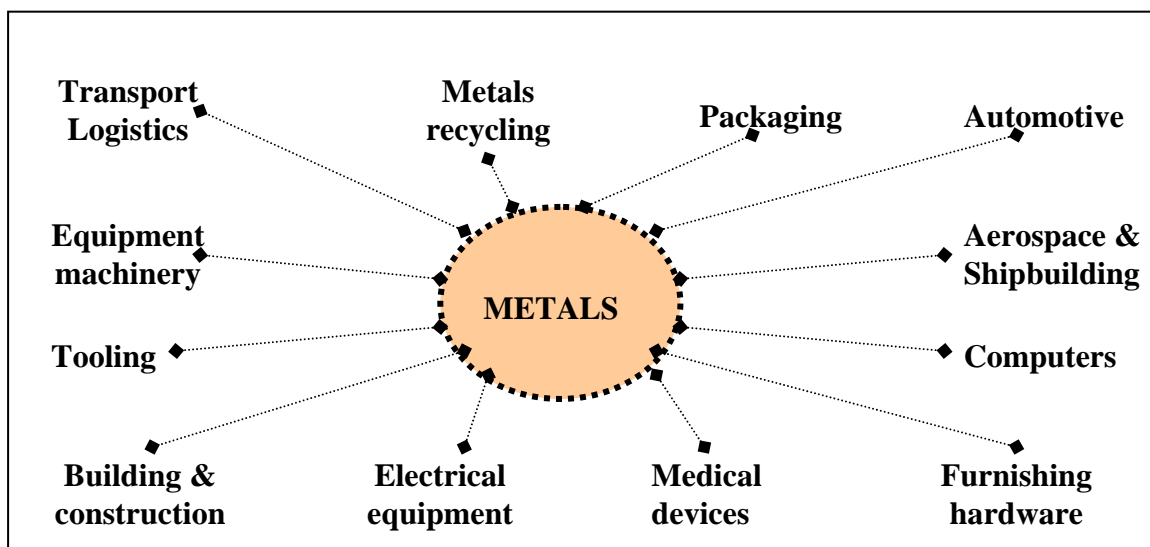 Transport
Logistics
Metals
recycling
Packaging
Automotive
Equipment
machinery
METALS
Aerospace &
Shipbuilding
Tooling
Computers
Building &
construction
Electrical
equipment
Medical
devices
Furnishing
hardware